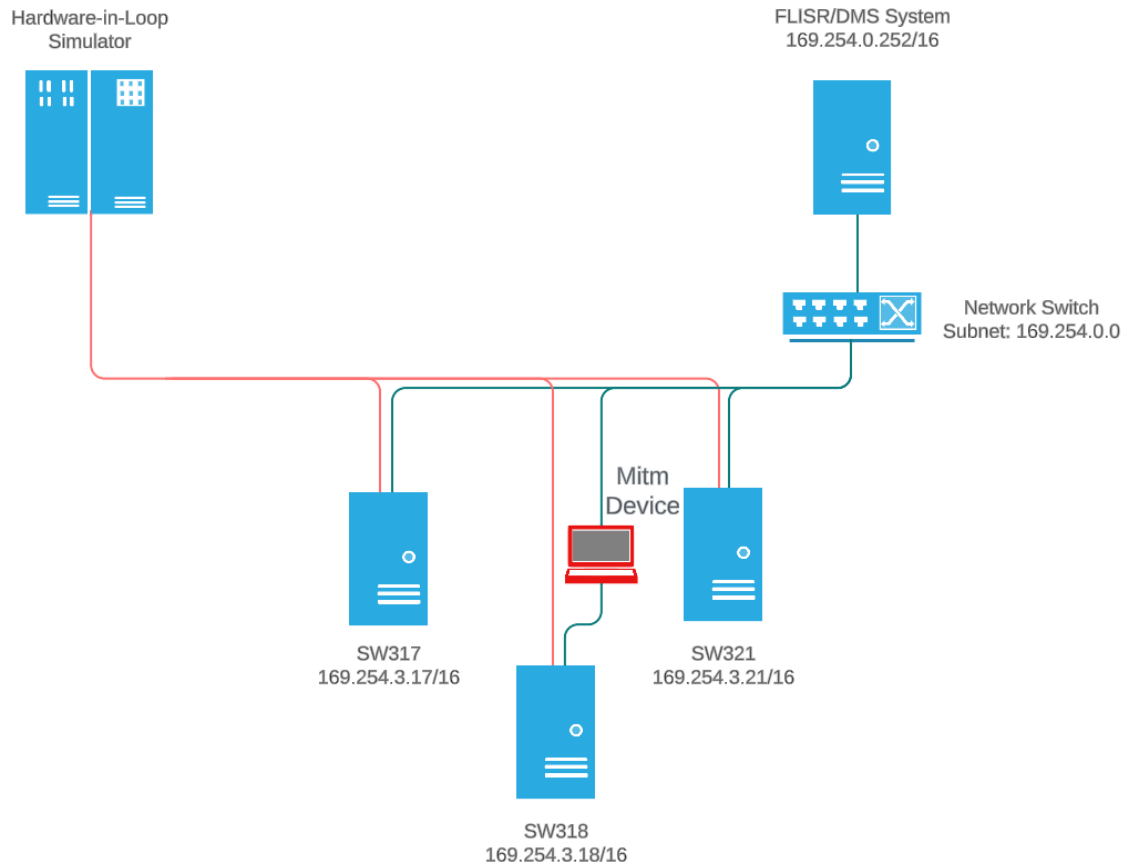 Hardware-in-Loop
Simulator
FLISR/DMS System
169.254.0.252/16
Network Switch
Subnet: 169.254.0.0
Mitm
Device
SW317
169.254.3.17/16
SW321
169.254.3.21/16
SW318
169.254.3.18/16